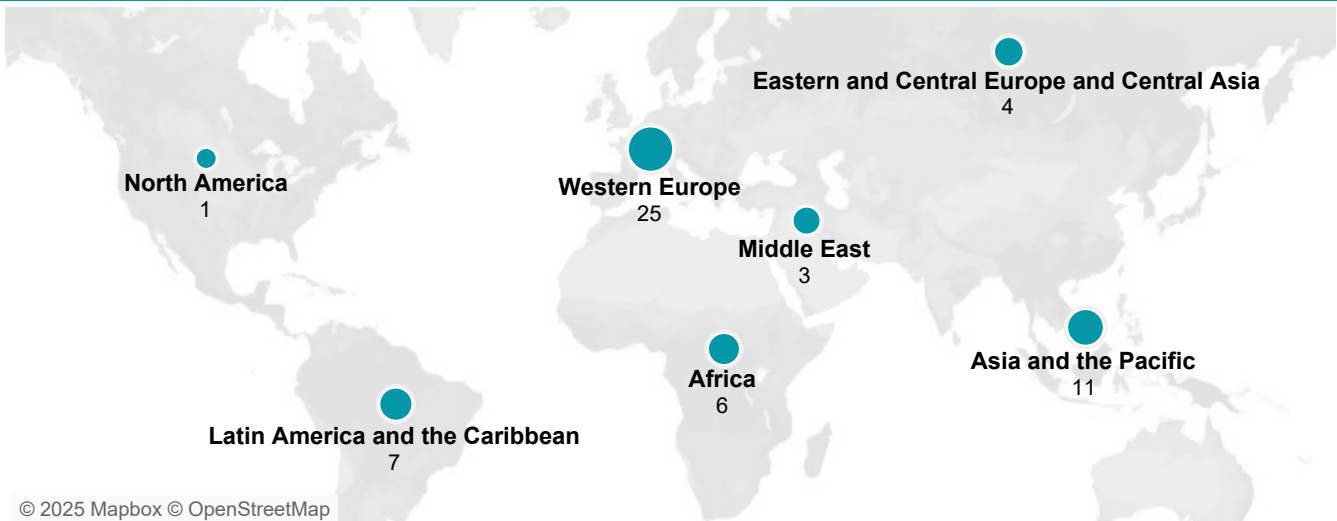 Eastern and Central Europe and Central Asia
4
North America
1
Western Europe
25
Middle East
3
Asia and the Pacific
11
Africa
6
Latin America and the Caribbean
7
© 2025 Mapbox © OpenStreetMap